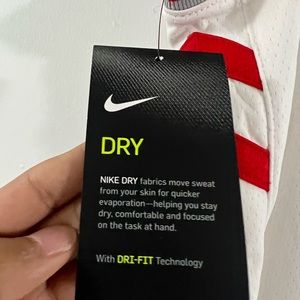 DRY
NIKE DRY fabrics move sweat
from your skin for quicker
evaporation—helping you stay
dry, comfortable and focused
on the task at hand.
With DRI-FIT Technology